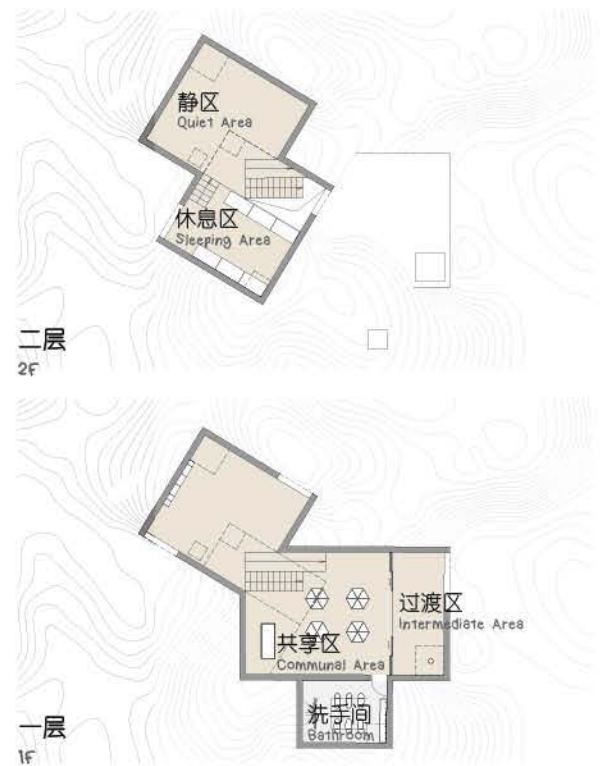 静区
Quiet Area
休息区
Sleeping Area
二层
2F
过渡区
Intermediate Area
共享区
Communal Area
洗手间
Bathroom
一层
1F